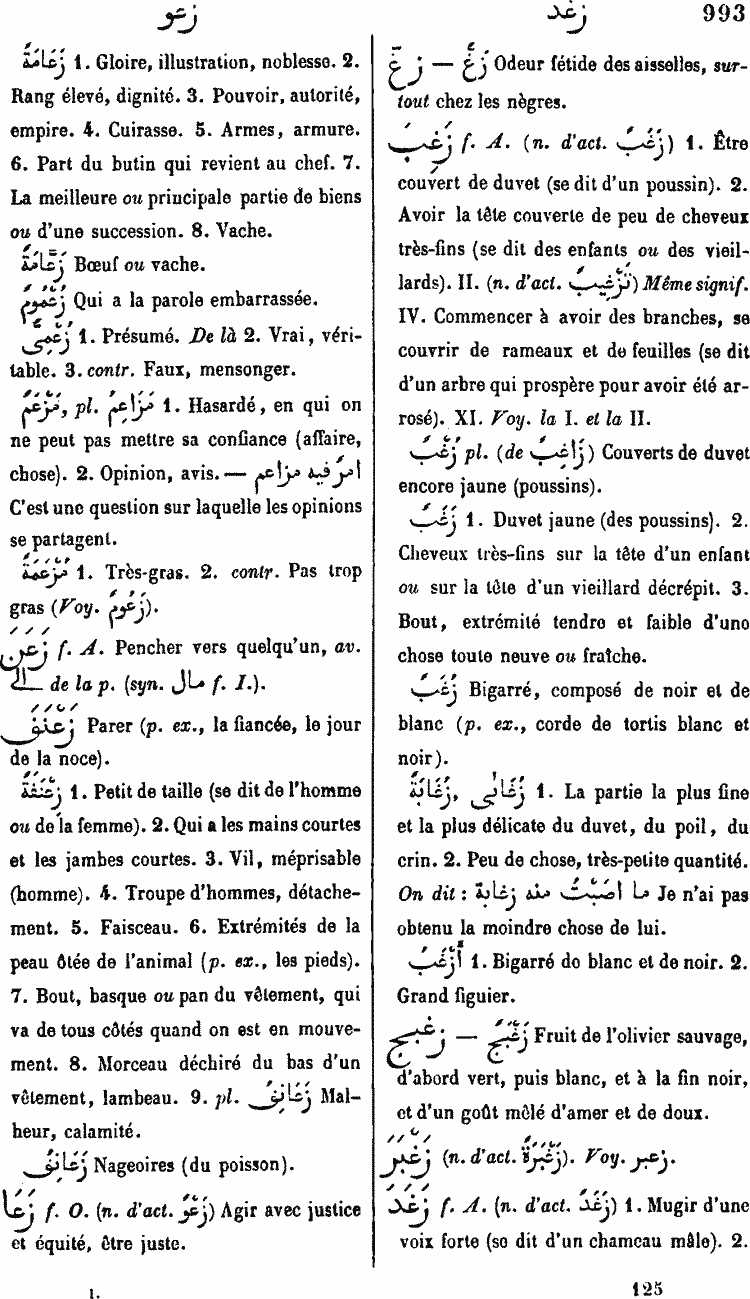 زعو
زغد
993
زَعَامَةٌ 1. Gloire, illustration, noblesse. 2.
Rang élevé, dignité. 3. Pouvoir, autorité,
empire. 4. Cuirasse. 5. Armes, armure.
6. Part du butin qui revient au chef. 7.
La meilleure ou principale partie de biens
ou d'une succession. 8. Vache.
زَعَّامَةٌ Bœuf ou vache.
زُعْمُومٌ Qui a la parole embarrassée.
زُعْمِىٌّ 1. Présumé. De là 2. Vrai, véri-
table. 3. contr. Faux, mensonger.
مَزْعَمٌ, pl. مَزَاعِمُ 1. Hasardé, en qui on
ne peut pas mettre sa confiance (affaire,
chose). 2. Opinion, avis. — امر فيه مزاعم
C'est une question sur laquelle les opinions
se partagent.
مُزْعَمَةٌ 1. Très-gras. 2. contr. Pas trop
gras (Voy. زَعُومٌ).
زَعَنَ f. A. Pencher vers quelqu'un, av.
الى de la p. (syn. مال f. I.).
زَعْنَفَ Parer (p. ex., la fiancée, le jour
de la noce).
زَعْنَفَةٌ 1. Petit de taille (se dit de l'homme
ou de la femme). 2. Qui a les mains courtes
et les jambes courtes. 3. Vil, méprisable
(homme). 4. Troupe d'hommes, détache-
ment. 5. Faisceau. 6. Extrémités de la
peau ôtée de l'animal (p. ex., les pieds).
7. Bout, basque ou pan du vêtement, qui
va de tous côtés quand on est en mouve-
ment. 8. Morceau déchiré du bas d'un
vêtement, lambeau. 9. pl. زَعَانِفُ Mal-
heur, calamité.
زَعَانِفُ Nageoires (du poisson).
زَعَا f. O. (n. d'act. زَعْوٌ) Agir avec justice
et équité, être juste.
زغّ — زُغٌّ Odeur fétide des aisselles, sur-
tout chez les nègres.
زَغِبَ f. A. (n. d'act. زَغَبٌ) 1. Être
couvert de duvet (se dit d'un poussin). 2.
Avoir la tête couverte de peu de cheveux
très-fins (se dit des enfants ou des vieil-
lards). II. (n. d'act. تَزْغِيبٌ) Même signif.
IV. Commencer à avoir des branches, se
couvrir de rameaux et de feuilles (se dit
d'un arbre qui prospère pour avoir été ar-
rosé). XI. Voy. la I. et la II.
زُغْبٌ pl. (de زَاغِبٌ) Couverts de duvet
encore jaune (poussins).
زَغَبٌ 1. Duvet jaune (des poussins). 2.
Cheveux très-fins sur la tête d'un enfant
ou sur la tête d'un vieillard décrépit. 3.
Bout, extrémité tendre et faible d'une
chose toute neuve ou fraîche.
زُغَبٌ Bigarré, composé de noir et de
blanc (p. ex., corde de tortis blanc et
noir).
زُغَابَةٌ, زُغَابَى 1. La partie la plus fine
et la plus délicate du duvet, du poil, du
crin. 2. Peu de chose, très-petite quantité.
On dit : ما اصبت منه زغابة Je n'ai pas
obtenu la moindre chose de lui.
أَزْغَبُ 1. Bigarré de blanc et de noir. 2.
Grand figuier.
زغبج — زَغْبَجٌ Fruit de l'olivier sauvage,
d'abord vert, puis blanc, et à la fin noir,
et d'un goût mêlé d'amer et de doux.
زَغْبَرَ (n. d'act. زَغْبَرَةٌ). Voy. زعبر.
زَغَدَ f. A. (n. d'act. زَغْدٌ) 1. Mugir d'une
voix forte (se dit d'un chameau mâle). 2.
I.
125